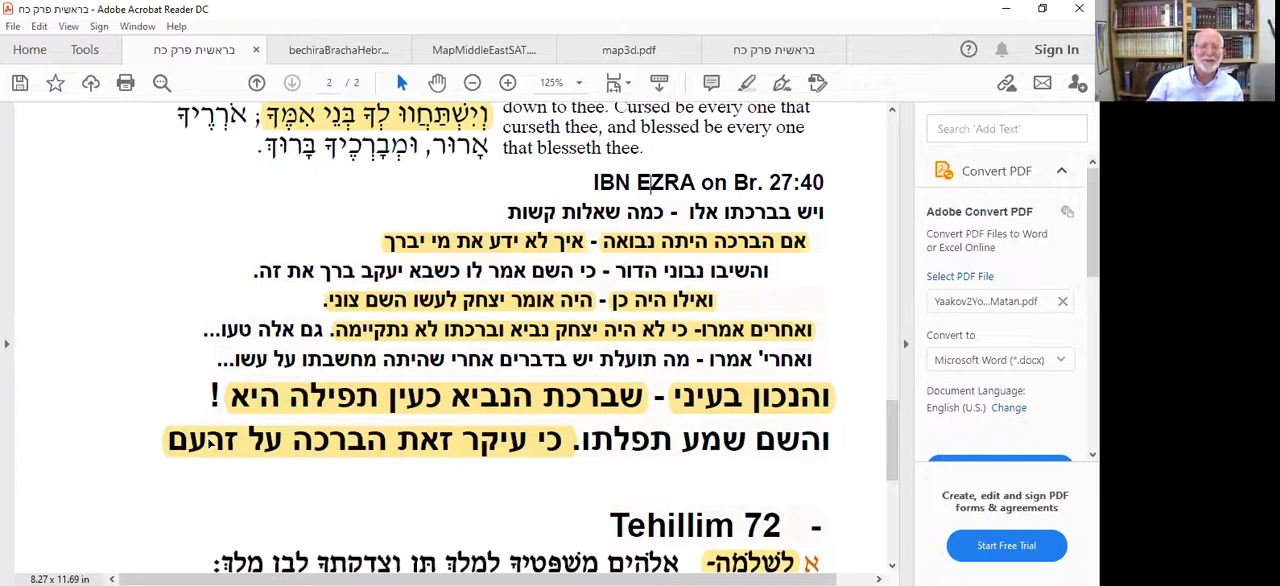 בראשית פרק כח - Adobe Acrobat Reader DC
File Edit View Sign Window Help
Home Tools בראשית פרק כח × bechiraBrachaHebr... MapMiddleEastSAT.... map3d.pdf בראשית פרק כח Sign In
2 / 2 125%
וְיִשְׁתַּחֲווּ לְךָ בְּנֵי אִמֶּךָ; אֹרְרֶיךָ
אָרוּר, וּמְבָרְכֶיךָ בָּרוּךְ.
down to thee. Cursed be every one that
curseth thee, and blessed be every one
that blesseth thee.
IBN EZRA on Br. 27:40
ויש בברכתו אלו - כמה שאלות קשות
אם הברכה היתה נבואה - איך לא ידע את מי יברך
והשיבו נבוני הדור - כי השם אמר לו כשבא יעקב ברך את זה.
ואילו היה כן - היה אומר יצחק לעשו השם צוני.
ואחרים אמרו- כי לא היה יצחק נביא וברכתו לא נתקיימה. גם אלה טעו...
ואחרי' אמרו - מה תועלת יש בדברים אחרי שהיתה מחשבתו על עשו...
והנכון בעיני - שברכת הנביא כעין תפילה היא !
והשם שמע תפלתו. כי עיקר זאת הברכה על זרעם
Tehillim 72 -
א לִשְׁלֹמֹה- אֱלֹהִים מִשְׁפָּטֶיךָ לְמֶלֶךְ תֵּן וְצִדְקָתְךָ לְבֶן מֶלֶךְ:
8.27 x 11.69 in
Search 'Add Text'
Convert PDF
Adobe Convert PDF
Convert PDF Files to Word
or Excel Online
Select PDF File
Yaakov2Yo...Matan.pdf ×
Convert to
Microsoft Word (*.docx)
Document Language:
English (U.S.) Change
Create, edit and sign PDF
forms & agreements
Start Free Trial